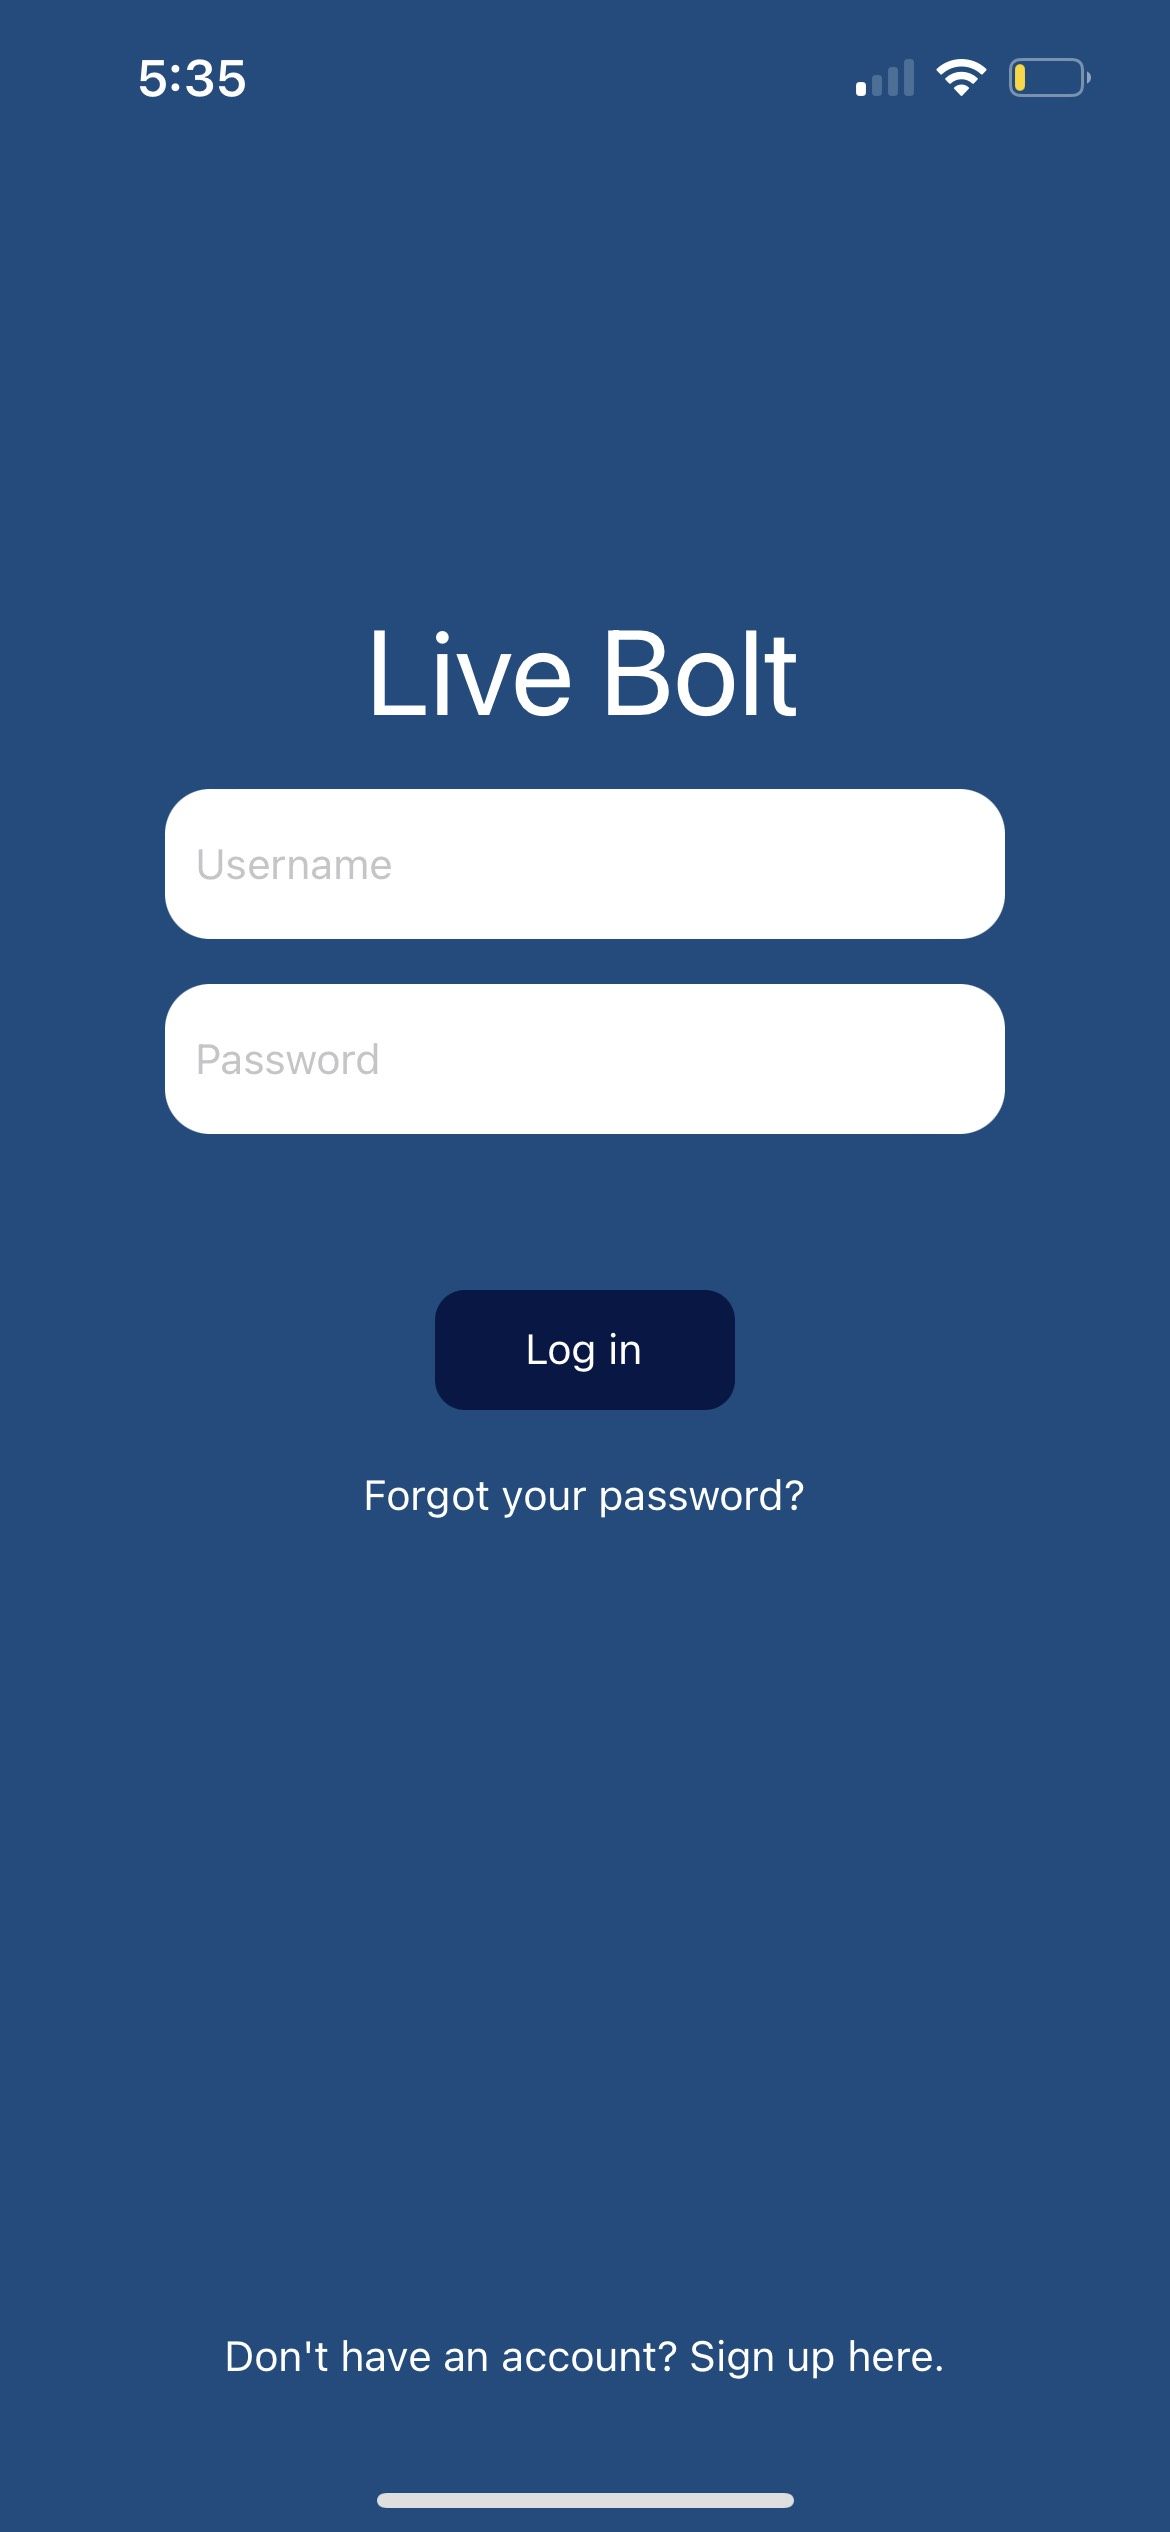 5:35
Live Bolt
Username
Password
Log in
Forgot your password?
Don't have an account? Sign up here.